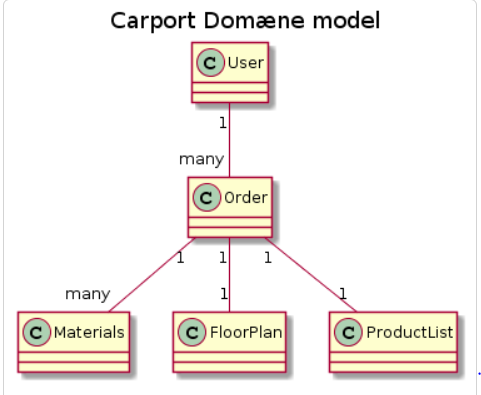 Carport Domæne model
C User
1
many
C Order
1 1 1
many 1 1
C Materials
C FloorPlan
C ProductList
.